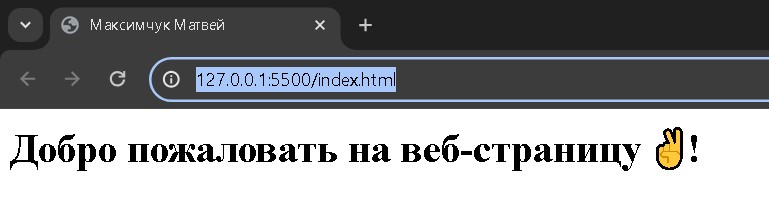 Максимчук Матвей
127.0.0.1:5500/index.html
Добро пожаловать на веб-страницу ✌!